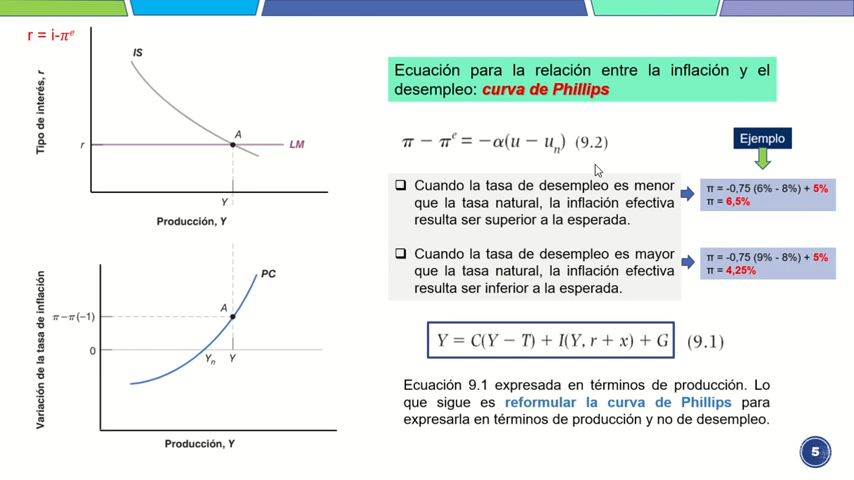 r = i-πᵉ
Tipo de interés, r
IS
A
r
LM
Y
Producción, Y
Variación de la tasa de inflación
PC
A
π−π(−1)
0
Yₙ Y
Producción, Y
Ecuación para la relación entre la inflación y el
desempleo: curva de Phillips
π − πᵉ = −α(u − uₙ) (9.2)
Ejemplo
Cuando la tasa de desempleo es menor
que la tasa natural, la inflación efectiva
resulta ser superior a la esperada.
π = -0,75 (6% - 8%) + 5%
π = 6,5%
Cuando la tasa de desempleo es mayor
que la tasa natural, la inflación efectiva
resulta ser inferior a la esperada.
π = -0,75 (9% - 8%) + 5%
π = 4,25%
Y = C(Y − T) + I(Y, r + x) + G (9.1)
Ecuación 9.1 expresada en términos de producción. Lo
que sigue es reformular la curva de Phillips para
expresarla en términos de producción y no de desempleo.
5